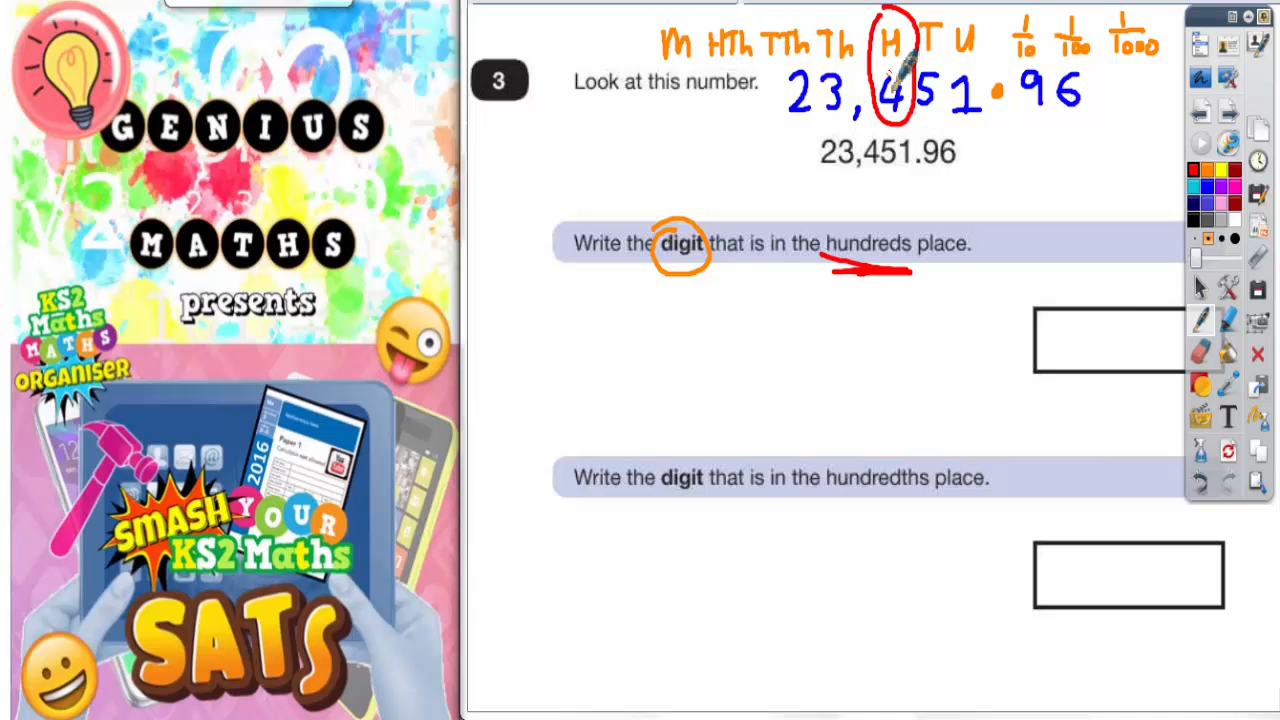 GENIUS
MATHS
presents
KS2
Maths
MATHS
ORGANISER
2016
Paper 1
You
Tube
SMASH YOUR
KS2 Maths
SATS
M HTh TTh Th H T U 1/10 1/100 1/1000
3
Look at this number.
23,451.96
23,451.96
Write the digit that is in the hundreds place.
Write the digit that is in the hundredths place.
T